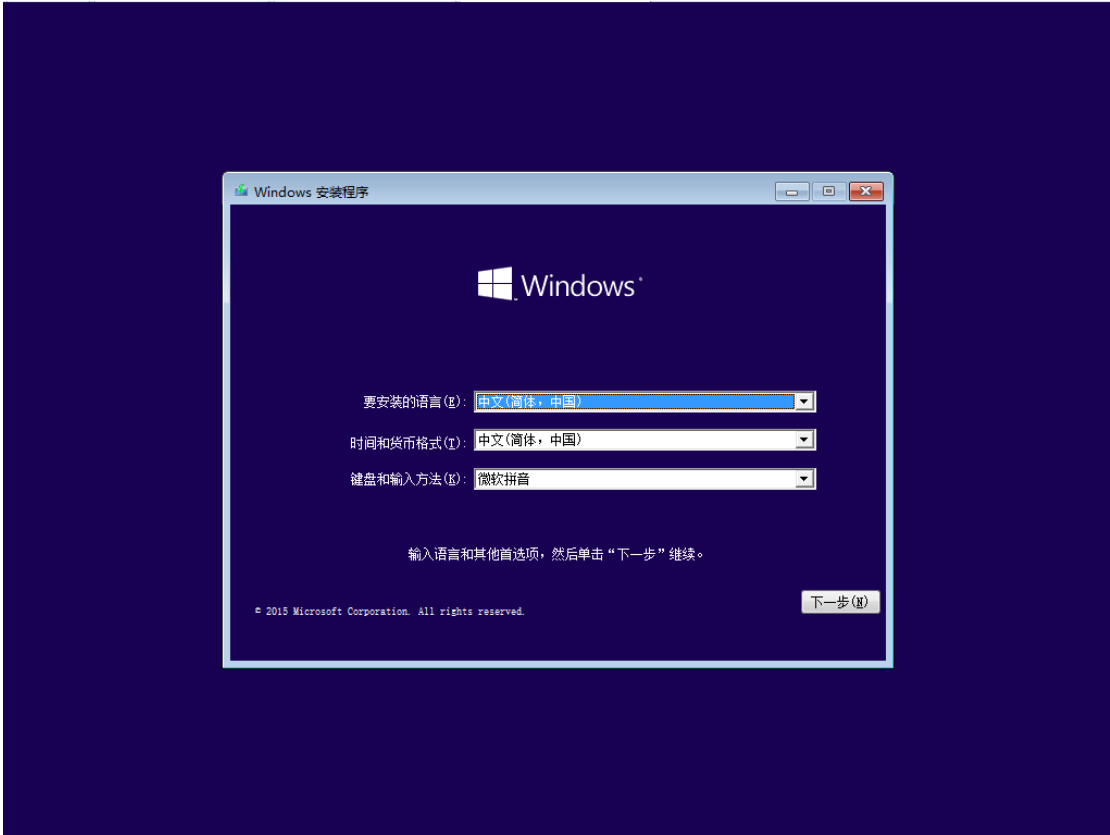 Windows 安装程序
Windows
要安装的语言(E): 中文(简体，中国)
时间和货币格式(T): 中文(简体，中国)
键盘和输入方法(K): 微软拼音
输入语言和其他首选项，然后单击“下一步”继续。
© 2015 Microsoft Corporation. All rights reserved.
下一步(N)